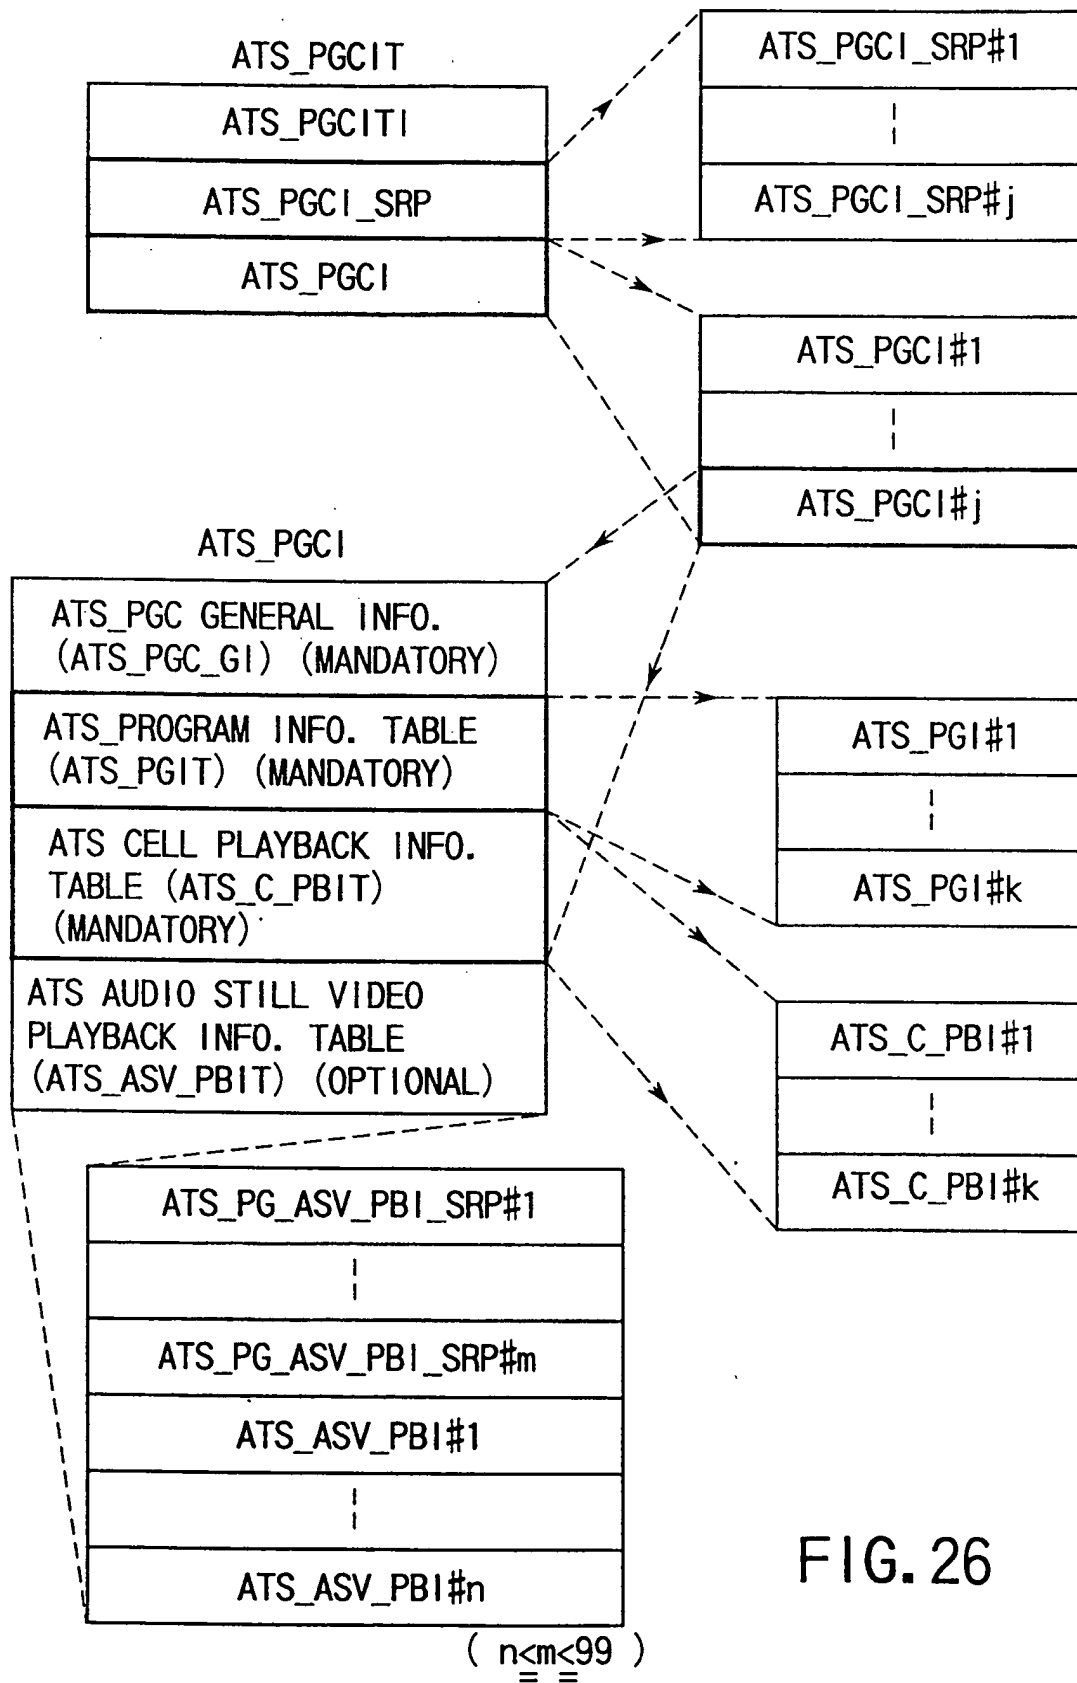 ATS_PGCIT
ATS_PGCITI
ATS_PGCI_SRP
ATS_PGCI
ATS_PGCI_SRP#1
ATS_PGCI_SRP#j
ATS_PGCI#1
ATS_PGCI#j
ATS_PGCI
ATS_PGC GENERAL INFO.
(ATS_PGC_GI) (MANDATORY)
ATS_PROGRAM INFO. TABLE
(ATS_PGIT) (MANDATORY)
ATS CELL PLAYBACK INFO.
TABLE (ATS_C_PBIT)
(MANDATORY)
ATS AUDIO STILL VIDEO
PLAYBACK INFO. TABLE
(ATS_ASV_PBIT) (OPTIONAL)
ATS_PGI#1
ATS_PGI#k
ATS_C_PBI#1
ATS_C_PBI#k
ATS_PG_ASV_PBI_SRP#1
ATS_PG_ASV_PBI_SRP#m
ATS_ASV_PBI#1
ATS_ASV_PBI#n
(n≦m≦99)
FIG. 26